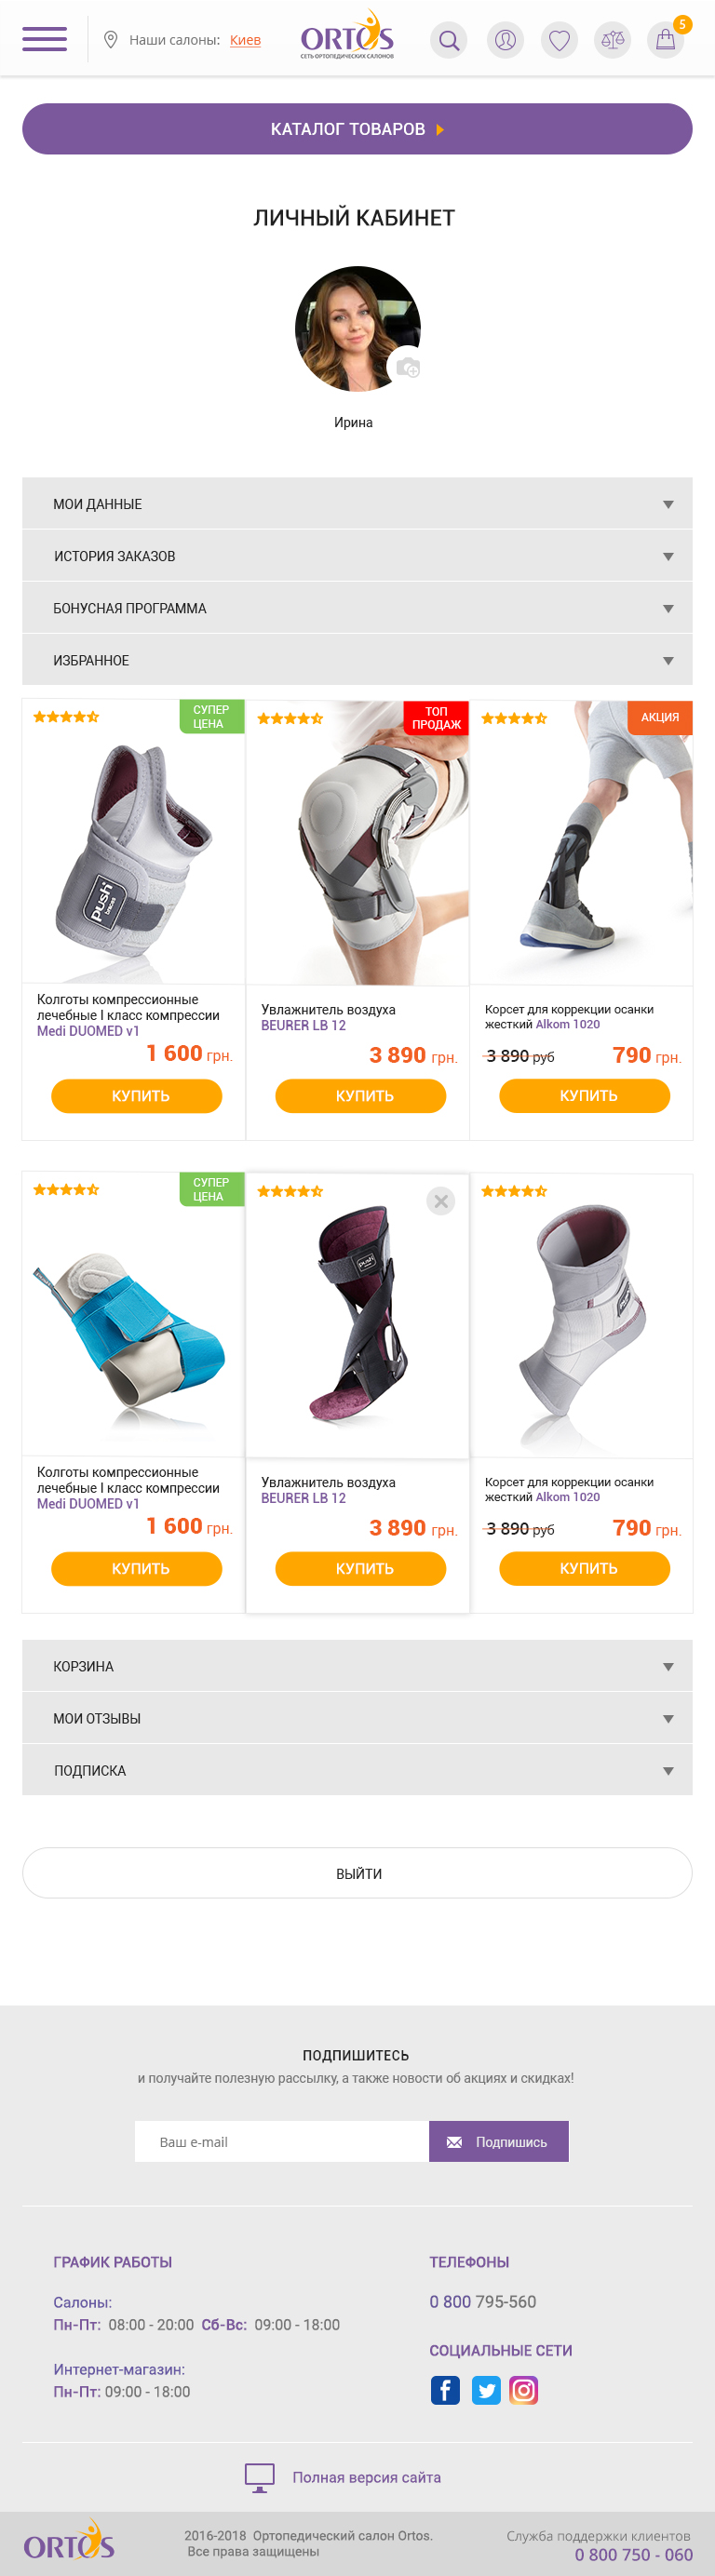 Наши салоны: Киев
ORTOS
СЕТЬ ОРТОПЕДИЧЕСКИХ САЛОНОВ
5
КАТАЛОГ ТОВАРОВ
ЛИЧНЫЙ КАБИНЕТ
Ирина
МОИ ДАННЫЕ
ИСТОРИЯ ЗАКАЗОВ
БОНУСНАЯ ПРОГРАММА
ИЗБРАННОЕ
СУПЕР
ЦЕНА
push
braces
Колготы компрессионные
лечебные I класс компрессии
Medi DUOMED v1
1 600 грн.
КУПИТЬ
ТОП
ПРОДАЖ
Увлажнитель воздуха
BEURER LB 12
3 890 грн.
КУПИТЬ
АКЦИЯ
Корсет для коррекции осанки
жесткий Alkom 1020
3 890 руб 790 грн.
КУПИТЬ
СУПЕР
ЦЕНА
Колготы компрессионные
лечебные I класс компрессии
Medi DUOMED v1
1 600 грн.
КУПИТЬ
push
Увлажнитель воздуха
BEURER LB 12
3 890 грн.
КУПИТЬ
push
Корсет для коррекции осанки
жесткий Alkom 1020
3 890 руб 790 грн.
КУПИТЬ
КОРЗИНА
МОИ ОТЗЫВЫ
ПОДПИСКА
ВЫЙТИ
ПОДПИШИТЕСЬ
и получайте полезную рассылку, а также новости об акциях и скидках!
Ваш e-mail
Подпишись
ГРАФИК РАБОТЫ
Салоны:
Пн-Пт: 08:00 - 20:00 Сб-Вс: 09:00 - 18:00
Интернет-магазин:
Пн-Пт: 09:00 - 18:00
ТЕЛЕФОНЫ
0 800 795-560
СОЦИАЛЬНЫЕ СЕТИ
Полная версия сайта
ORTOS
2016-2018 Ортопедический салон Ortos.
Все права защищены
Служба поддержки клиентов
0 800 750 - 060